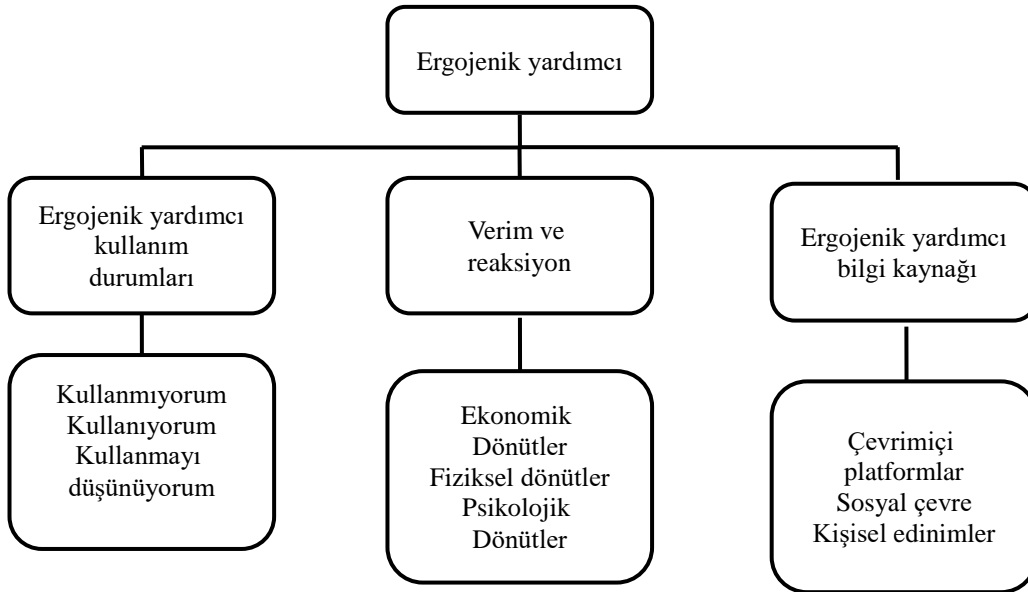 Ergojenik yardımcı
Ergojenik yardımcı
kullanım
durumları
Verim ve
reaksiyon
Ergojenik yardımcı
bilgi kaynağı
Kullanmıyorum
Kullanıyorum
Kullanmayı
düşünüyorum
Ekonomik
Dönütler
Fiziksel dönütler
Psikolojik
Dönütler
Çevrimiçi
platformlar
Sosyal çevre
Kişisel edinimler